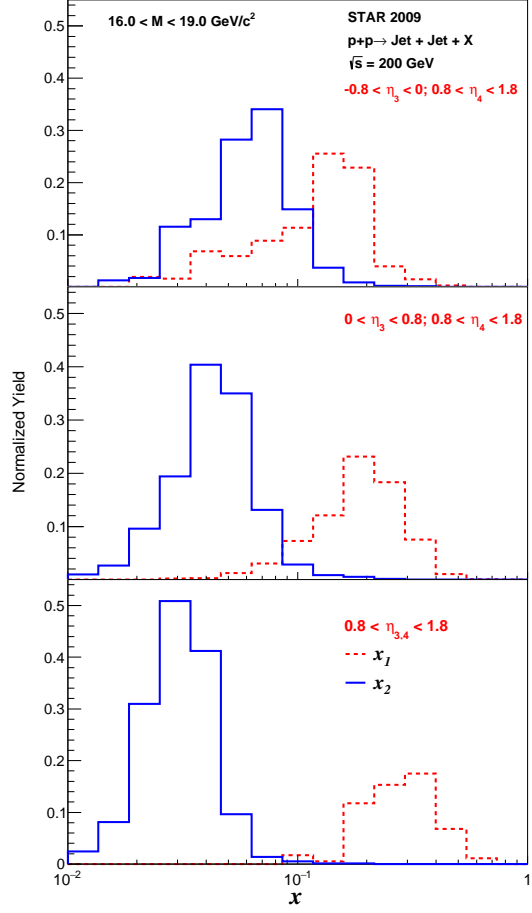 16.0 < M < 19.0 GeV/c²
STAR 2009
p+p→ Jet + Jet + X
√s = 200 GeV
-0.8 < η₃ < 0; 0.8 < η₄ < 1.8
0.5
0.4
0.3
0.2
0.1
0 < η₃ < 0.8; 0.8 < η₄ < 1.8
0.5
0.4
0.3
0.2
0.1
Normalized Yield
0.8 < η₃,₄ < 1.8
x₁
x₂
0.5
0.4
0.3
0.2
0.1
0
10⁻² 10⁻¹ 1
x